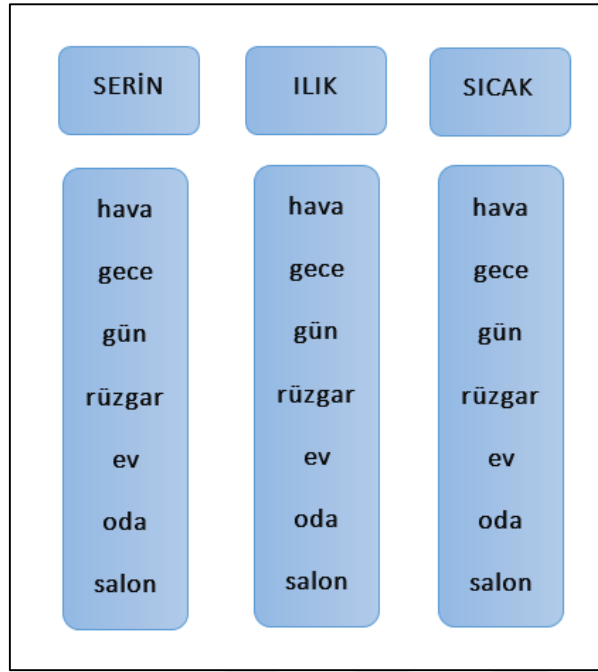 SERİN ILIK SICAK
hava hava hava
gece gece gece
gün gün gün
rüzgar rüzgar rüzgar
ev ev ev
oda oda oda
salon salon salon